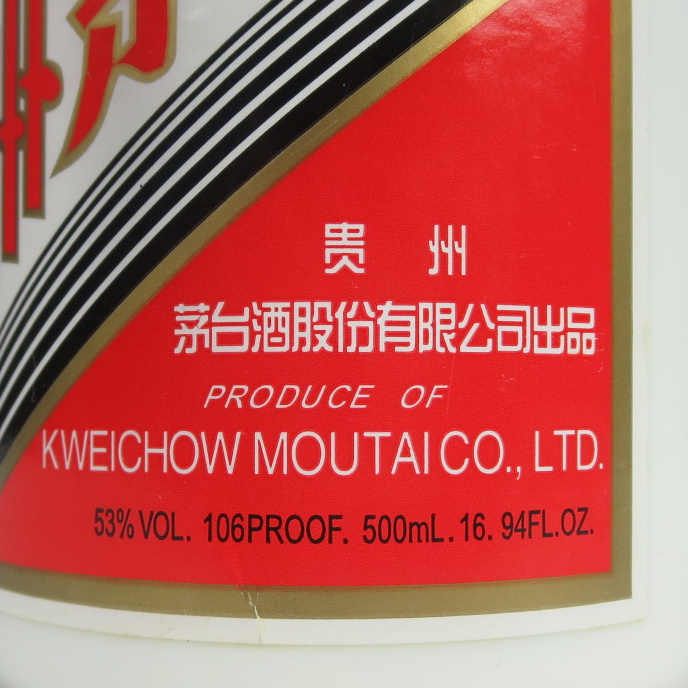 贵 州
茅台酒股份有限公司出品
PRODUCE OF
KWEICHOW MOUTAI CO., LTD.
53% VOL. 106PROOF. 500mL. 16. 94FL.OZ.